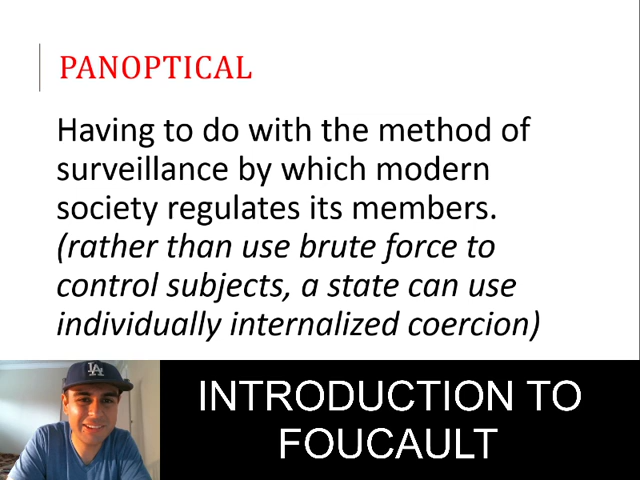 PANOPTICAL
Having to do with the method of
surveillance by which modern
society regulates its members.
(rather than use brute force to
control subjects, a state can use
individually internalized coercion)
LA
INTRODUCTION TO
FOUCAULT